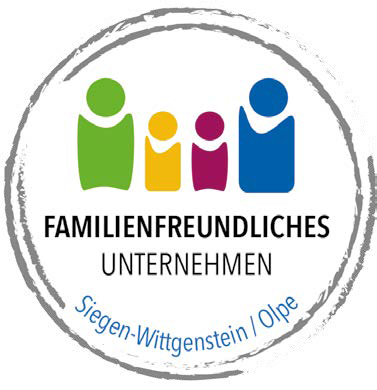 FAMILIENFREUNDLICHES
UNTERNEHMEN
Siegen-Wittgenstein / Olpe